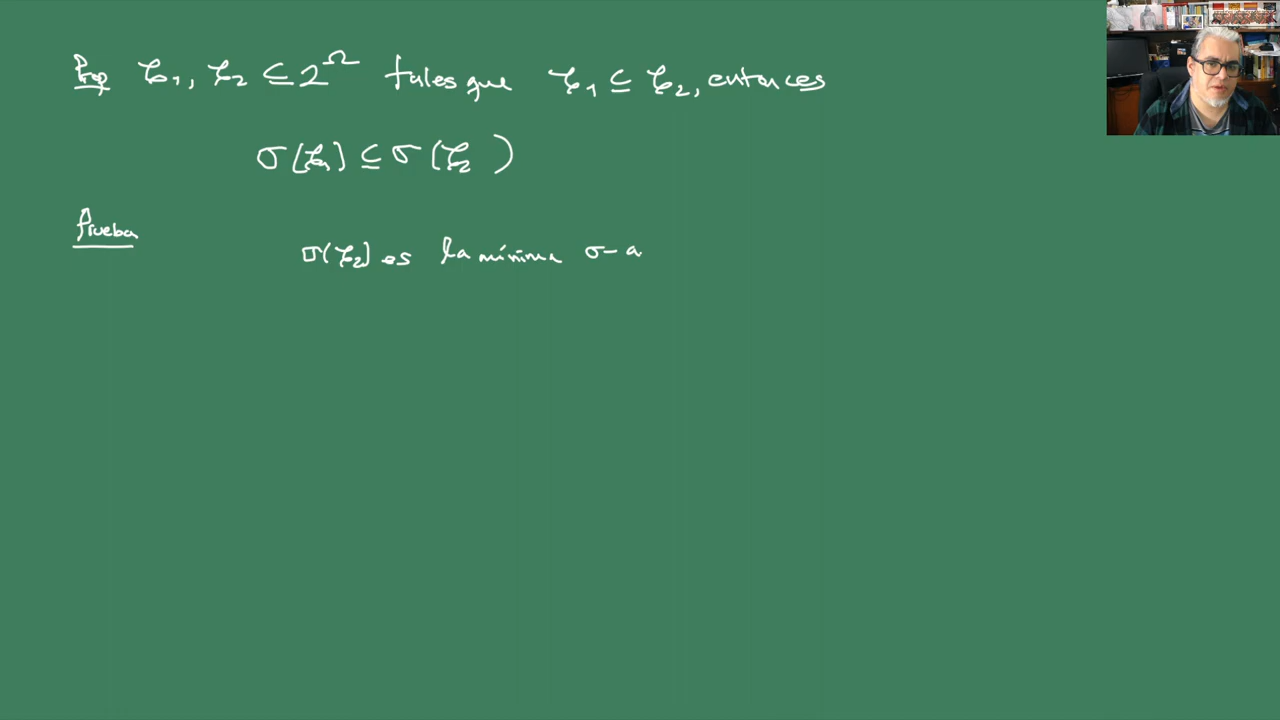 Prop 𝒞₁, 𝒞₂ ⊆ 2^Ω tales que 𝒞₁ ⊆ 𝒞₂, entonces
σ(𝒞₁) ⊆ σ(𝒞₂)
Prueba
σ(𝒞₂) es la mínima σ-a